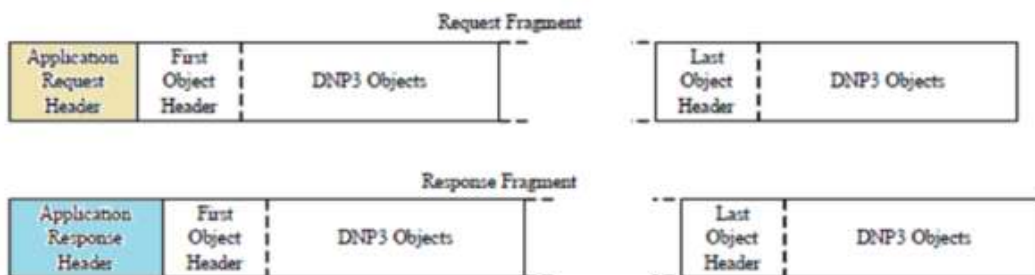 Request Fragment
Application
Request
Header
First
Object
Header
DNP3 Objects
Last
Object
Header
DNP3 Objects
Response Fragment
Application
Response
Header
First
Object
Header
DNP3 Objects
Last
Object
Header
DNP3 Objects